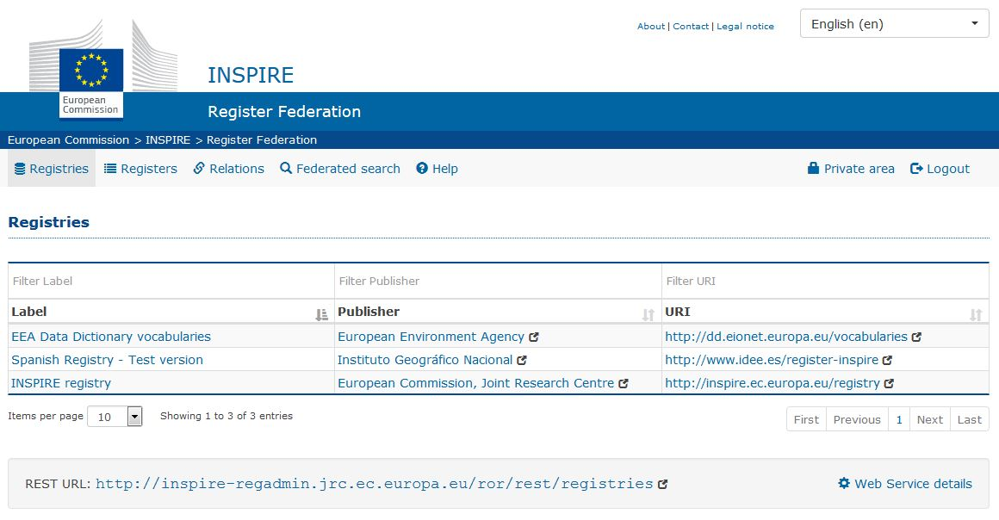 About | Contact | Legal notice
English (en)
European
Commission
INSPIRE
Register Federation
European Commission > INSPIRE > Register Federation
Registries Registers Relations Federated search Help Private area Logout
Registries
Filter Label Filter Publisher Filter URI
Label Publisher URI
EEA Data Dictionary vocabularies European Environment Agency http://dd.eionet.europa.eu/vocabularies
Spanish Registry - Test version Instituto Geográfico Nacional http://www.idee.es/register-inspire
INSPIRE registry European Commission, Joint Research Centre http://inspire.ec.europa.eu/registry
Items per page 10 Showing 1 to 3 of 3 entries First Previous 1 Next Last
REST URL: http://inspire-regadmin.jrc.ec.europa.eu/ror/rest/registries Web Service details